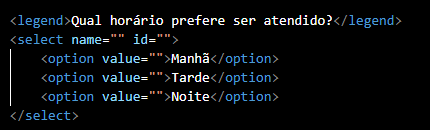 <legend>Qual horário prefere ser atendido?</legend>
<select name="" id="">
<option value="">Manhã</option>
<option value="">Tarde</option>
<option value="">Noite</option>
</select>